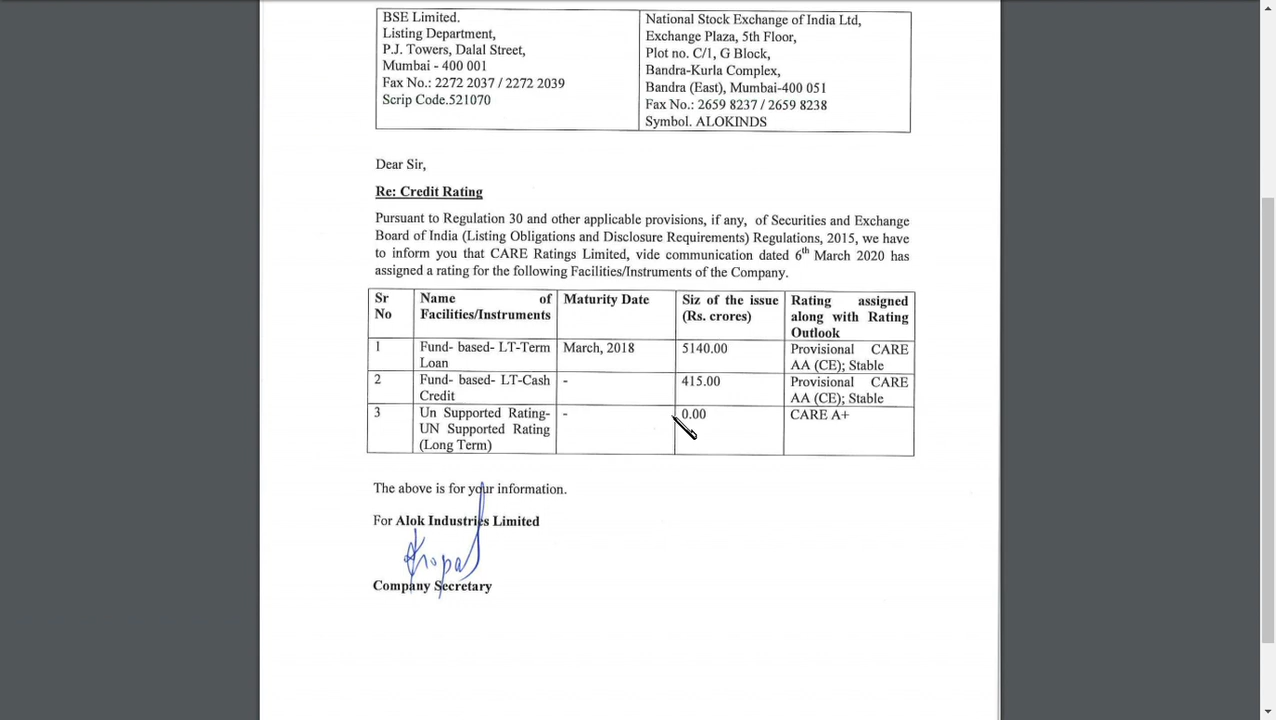 BSE Limited.
Listing Department,
P.J. Towers, Dalal Street,
Mumbai - 400 001
Fax No.: 2272 2037 / 2272 2039
Scrip Code.521070
National Stock Exchange of India Ltd,
Exchange Plaza, 5th Floor,
Plot no. C/1, G Block,
Bandra-Kurla Complex,
Bandra (East), Mumbai-400 051
Fax No.: 2659 8237 / 2659 8238
Symbol. ALOKINDS
Dear Sir,
Re: Credit Rating
Pursuant to Regulation 30 and other applicable provisions, if any, of Securities and Exchange
Board of India (Listing Obligations and Disclosure Requirements) Regulations, 2015, we have
to inform you that CARE Ratings Limited, vide communication dated 6th March 2020 has
assigned a rating for the following Facilities/Instruments of the Company.
Sr No
Name of Facilities/Instruments
Maturity Date
Siz of the issue (Rs. crores)
Rating assigned along with Rating Outlook
1
Fund- based- LT-Term Loan
March, 2018
5140.00
Provisional CARE AA (CE); Stable
2
Fund- based- LT-Cash Credit
-
415.00
Provisional CARE AA (CE); Stable
3
Un Supported Rating- UN Supported Rating (Long Term)
-
0.00
CARE A+
The above is for your information.
For Alok Industries Limited
Company Secretary